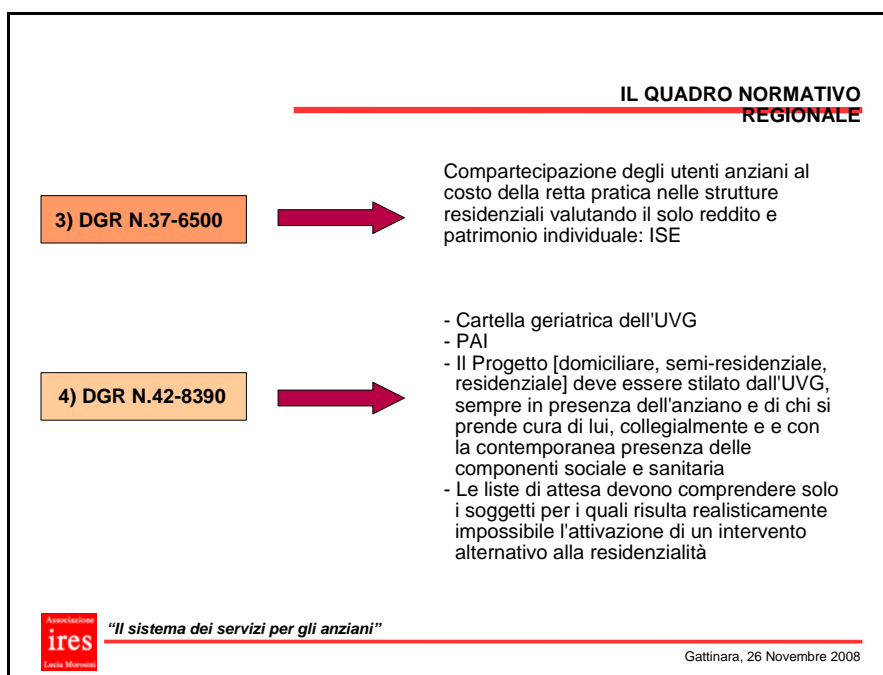 IL QUADRO NORMATIVO
REGIONALE
3) DGR N.37-6500
Compartecipazione degli utenti anziani al
costo della retta pratica nelle strutture
residenziali valutando il solo reddito e
patrimonio individuale: ISE
4) DGR N.42-8390
- Cartella geriatrica dell'UVG
- PAI
- Il Progetto [domiciliare, semi-residenziale,
residenziale] deve essere stilato dall'UVG,
sempre in presenza dell'anziano e di chi si
prende cura di lui, collegialmente e e con
la contemporanea presenza delle
componenti sociale e sanitaria
- Le liste di attesa devono comprendere solo
i soggetti per i quali risulta realisticamente
impossibile l'attivazione di un intervento
alternativo alla residenzialità
Associazione
ires
Lucia Morosini
“Il sistema dei servizi per gli anziani”
Gattinara, 26 Novembre 2008